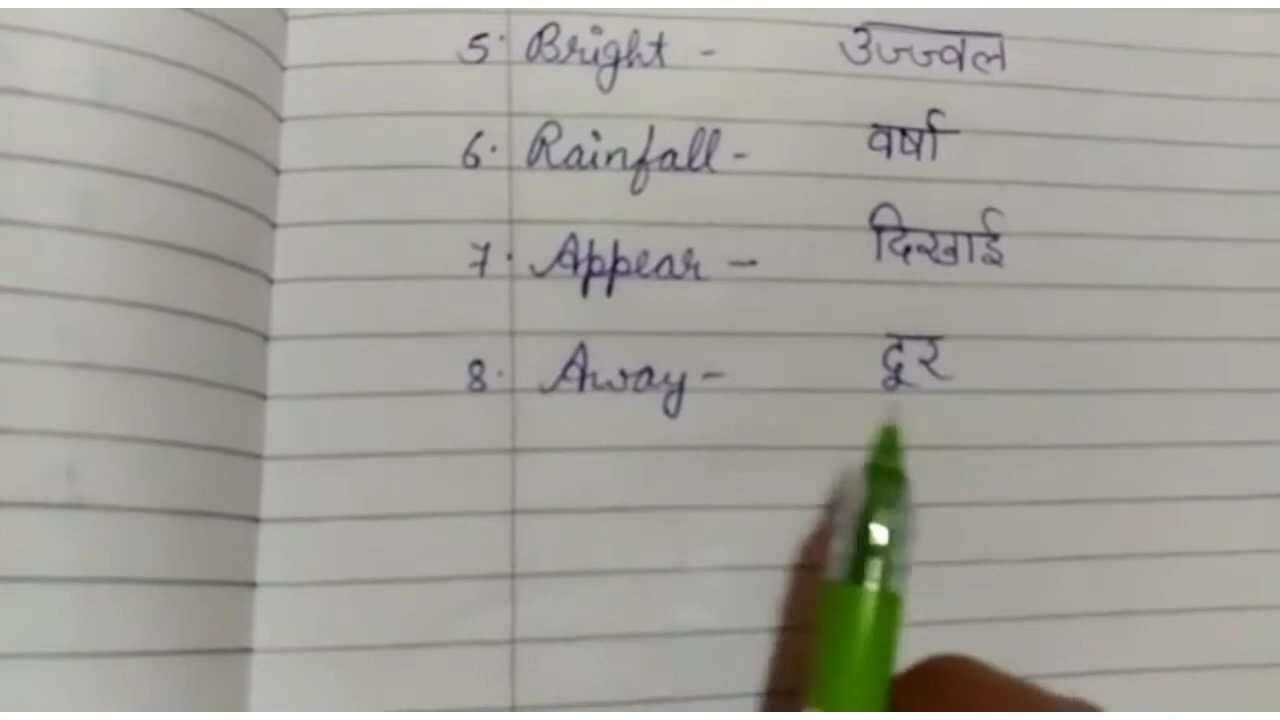 5. Bright - उज्ज्वल
6. Rainfall - वर्षा
7. Appear - दिखाई
8. Away - दूर